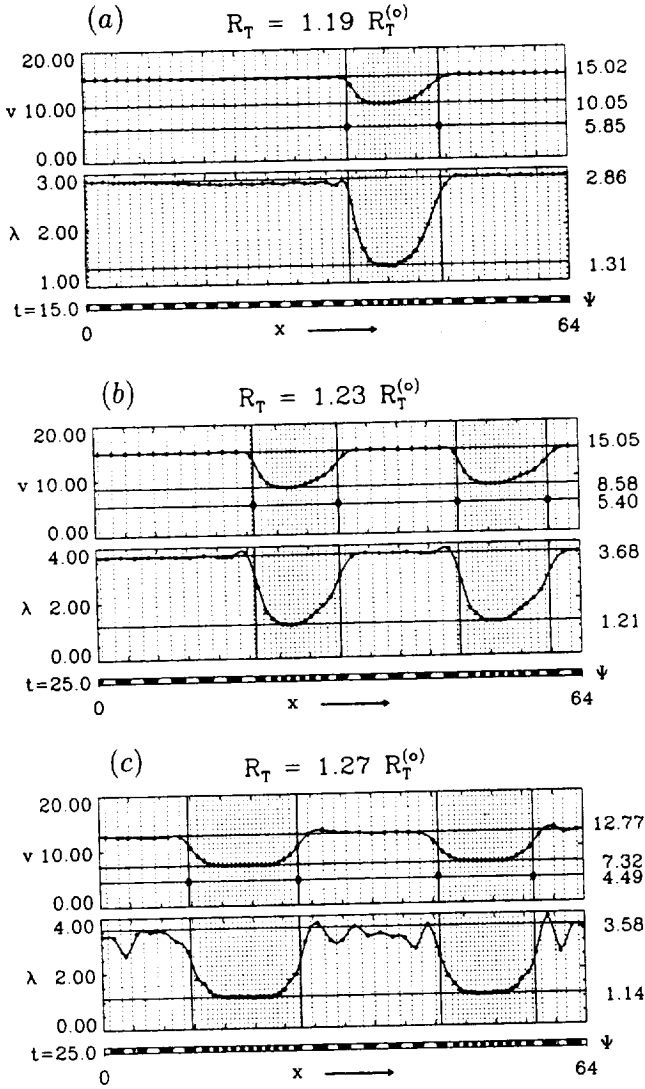 (a) R_T = 1.19 R_T^(o)
20.00
15.02
v 10.00
10.05
5.85
0.00
3.00
2.86
λ 2.00
1.31
1.00
t=15.0
Ψ
0 x 64
(b) R_T = 1.23 R_T^(o)
20.00
15.05
v 10.00
8.58
5.40
0.00
4.00
3.68
λ 2.00
1.21
0.00
t=25.0
Ψ
0 x 64
(c) R_T = 1.27 R_T^(o)
20.00
12.77
v 10.00
7.32
4.49
0.00
4.00
3.58
λ 2.00
1.14
0.00
t=25.0
Ψ
0 x 64